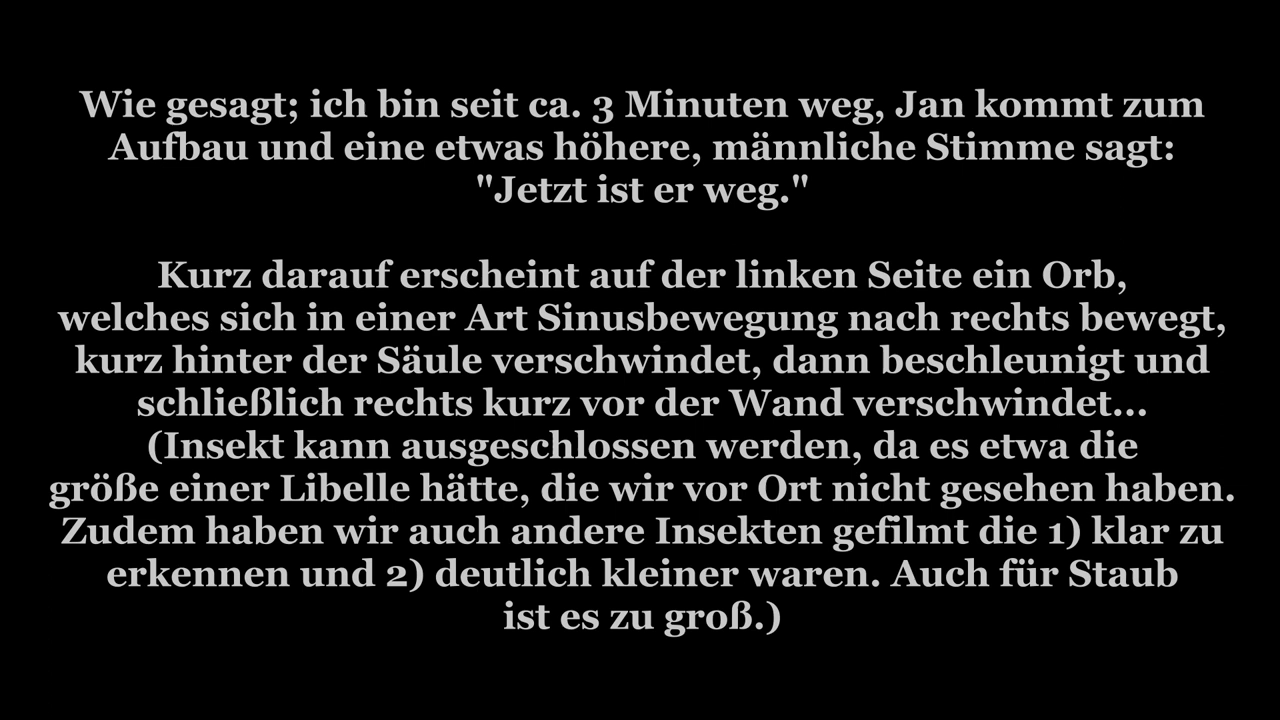 Wie gesagt; ich bin seit ca. 3 Minuten weg, Jan kommt zum
Aufbau und eine etwas höhere, männliche Stimme sagt:
"Jetzt ist er weg."
Kurz darauf erscheint auf der linken Seite ein Orb,
welches sich in einer Art Sinusbewegung nach rechts bewegt,
kurz hinter der Säule verschwindet, dann beschleunigt und
schließlich rechts kurz vor der Wand verschwindet...
(Insekt kann ausgeschlossen werden, da es etwa die
größe einer Libelle hätte, die wir vor Ort nicht gesehen haben.
Zudem haben wir auch andere Insekten gefilmt die 1) klar zu
erkennen und 2) deutlich kleiner waren. Auch für Staub
ist es zu groß.)